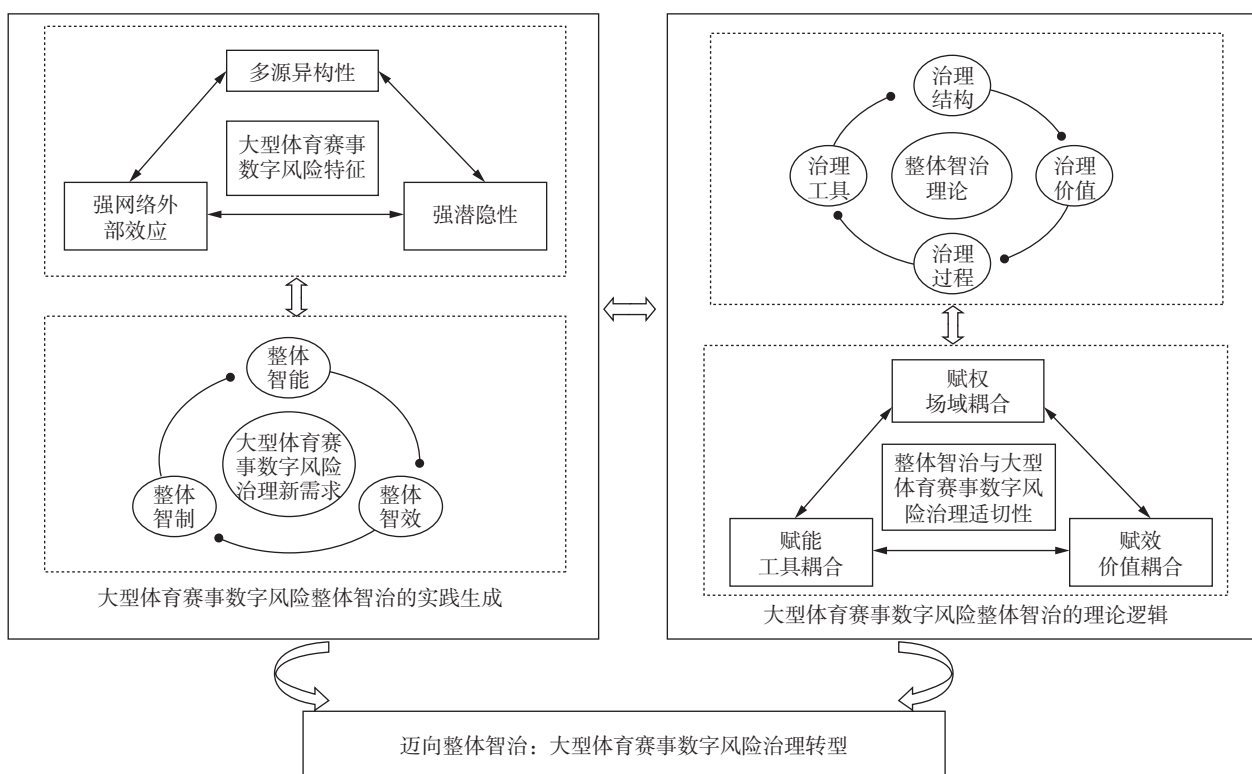 多源异构性
大型体育赛事
数字风险特征
强网络外
部效应
强潜隐性
整体
智能
大型体育赛
事数字风险
治理新需求
整体
智制
整体
智效
大型体育赛事数字风险整体智治的实践生成
治理
结构
治理
工具
整体智治
理论
治理
价值
治理
过程
赋权
场域耦合
整体智治与大型
体育赛事数字风
险治理适切性
赋能
工具耦合
赋效
价值耦合
大型体育赛事数字风险整体智治的理论逻辑
迈向整体智治：大型体育赛事数字风险治理转型